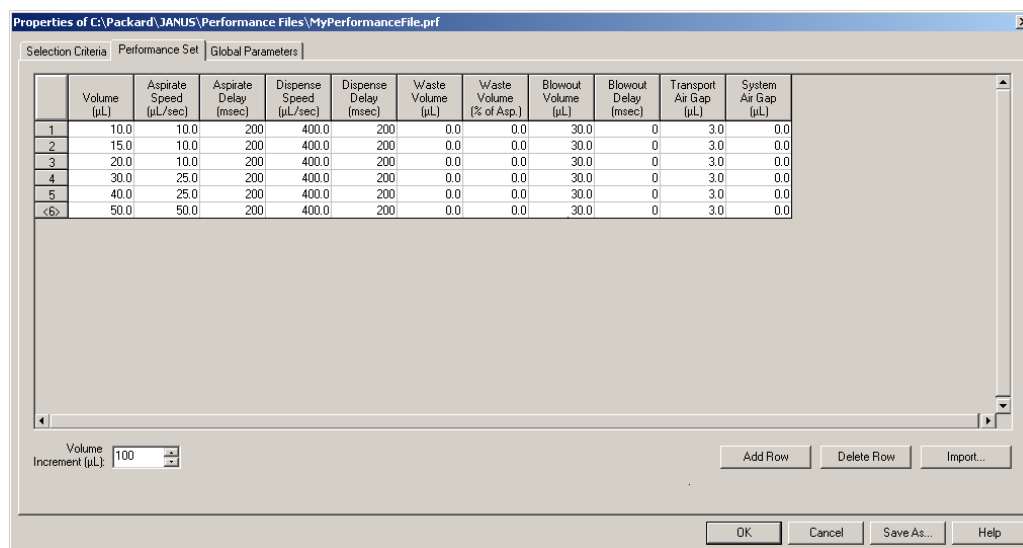 Properties of C:\Packard\JANUS\Performance Files\MyPerformanceFile.prf
Selection Criteria Performance Set Global Parameters
Volume (µL) Aspirate Speed (µL/sec) Aspirate Delay (msec) Dispense Speed (µL/sec) Dispense Delay (msec) Waste Volume (µL) Waste Volume (% of Asp.) Blowout Volume (µL) Blowout Delay (msec) Transport Air Gap (µL) System Air Gap (µL)
1 10.0 10.0 200 400.0 200 0.0 0.0 30.0 0 3.0 0.0
2 15.0 10.0 200 400.0 200 0.0 0.0 30.0 0 3.0 0.0
3 20.0 10.0 200 400.0 200 0.0 0.0 30.0 0 3.0 0.0
4 30.0 25.0 200 400.0 200 0.0 0.0 30.0 0 3.0 0.0
5 40.0 25.0 200 400.0 200 0.0 0.0 30.0 0 3.0 0.0
<6> 50.0 50.0 200 400.0 200 0.0 0.0 30.0 0 3.0 0.0
Volume Increment (µL): 100
Add Row Delete Row Import...
OK Cancel Save As... Help